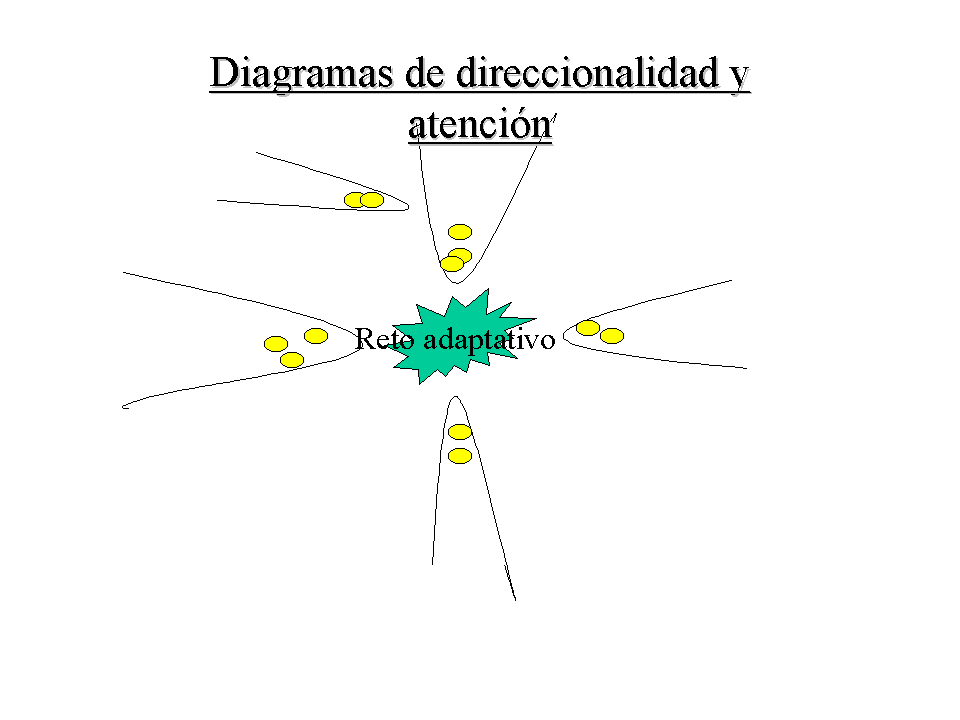 Diagramas de direccionalidad y
atención
Reto adaptativo